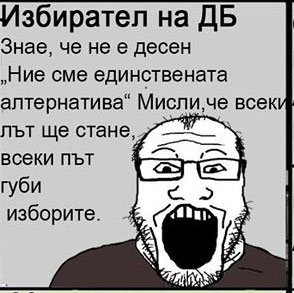 Избирател на ДБ
Знае, че не е десен
„Ние сме единствената
алтернатива“ Мисли,че всеки
път ще стане,
всеки път
губи
изборите.